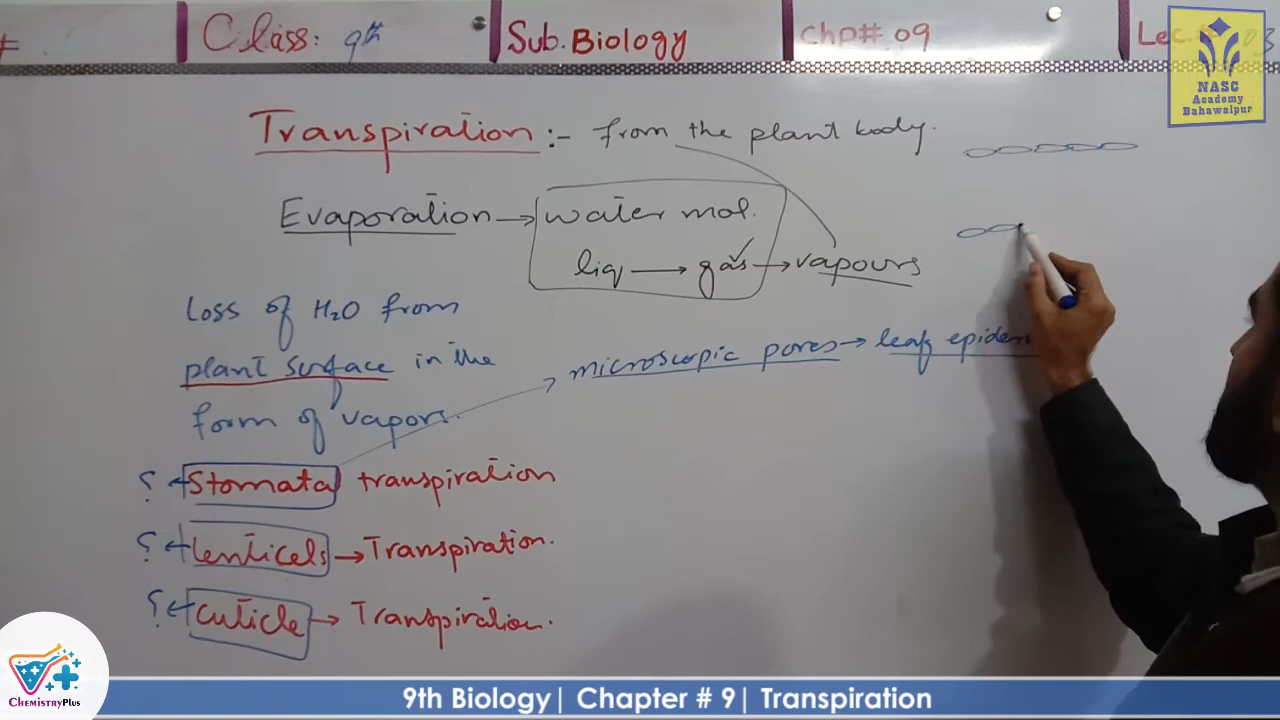 Class: 9th
Sub. Biology
Chp# 09
Lec # 03
NASC
Academy
Bahawalpur
Transpiration :- from the plant body.
Evaporation → water mol.
liq → gas → vapours
Loss of H₂O from
plant surface in the
form of vapors.
microscopic pores → leaf epiderm
? ← Stomatal transpiration
? ← Lenticels → Transpiration.
? ← Cuticle → Transpiration.
ChemistryPlus
9th Biology| Chapter # 9| Transpiration